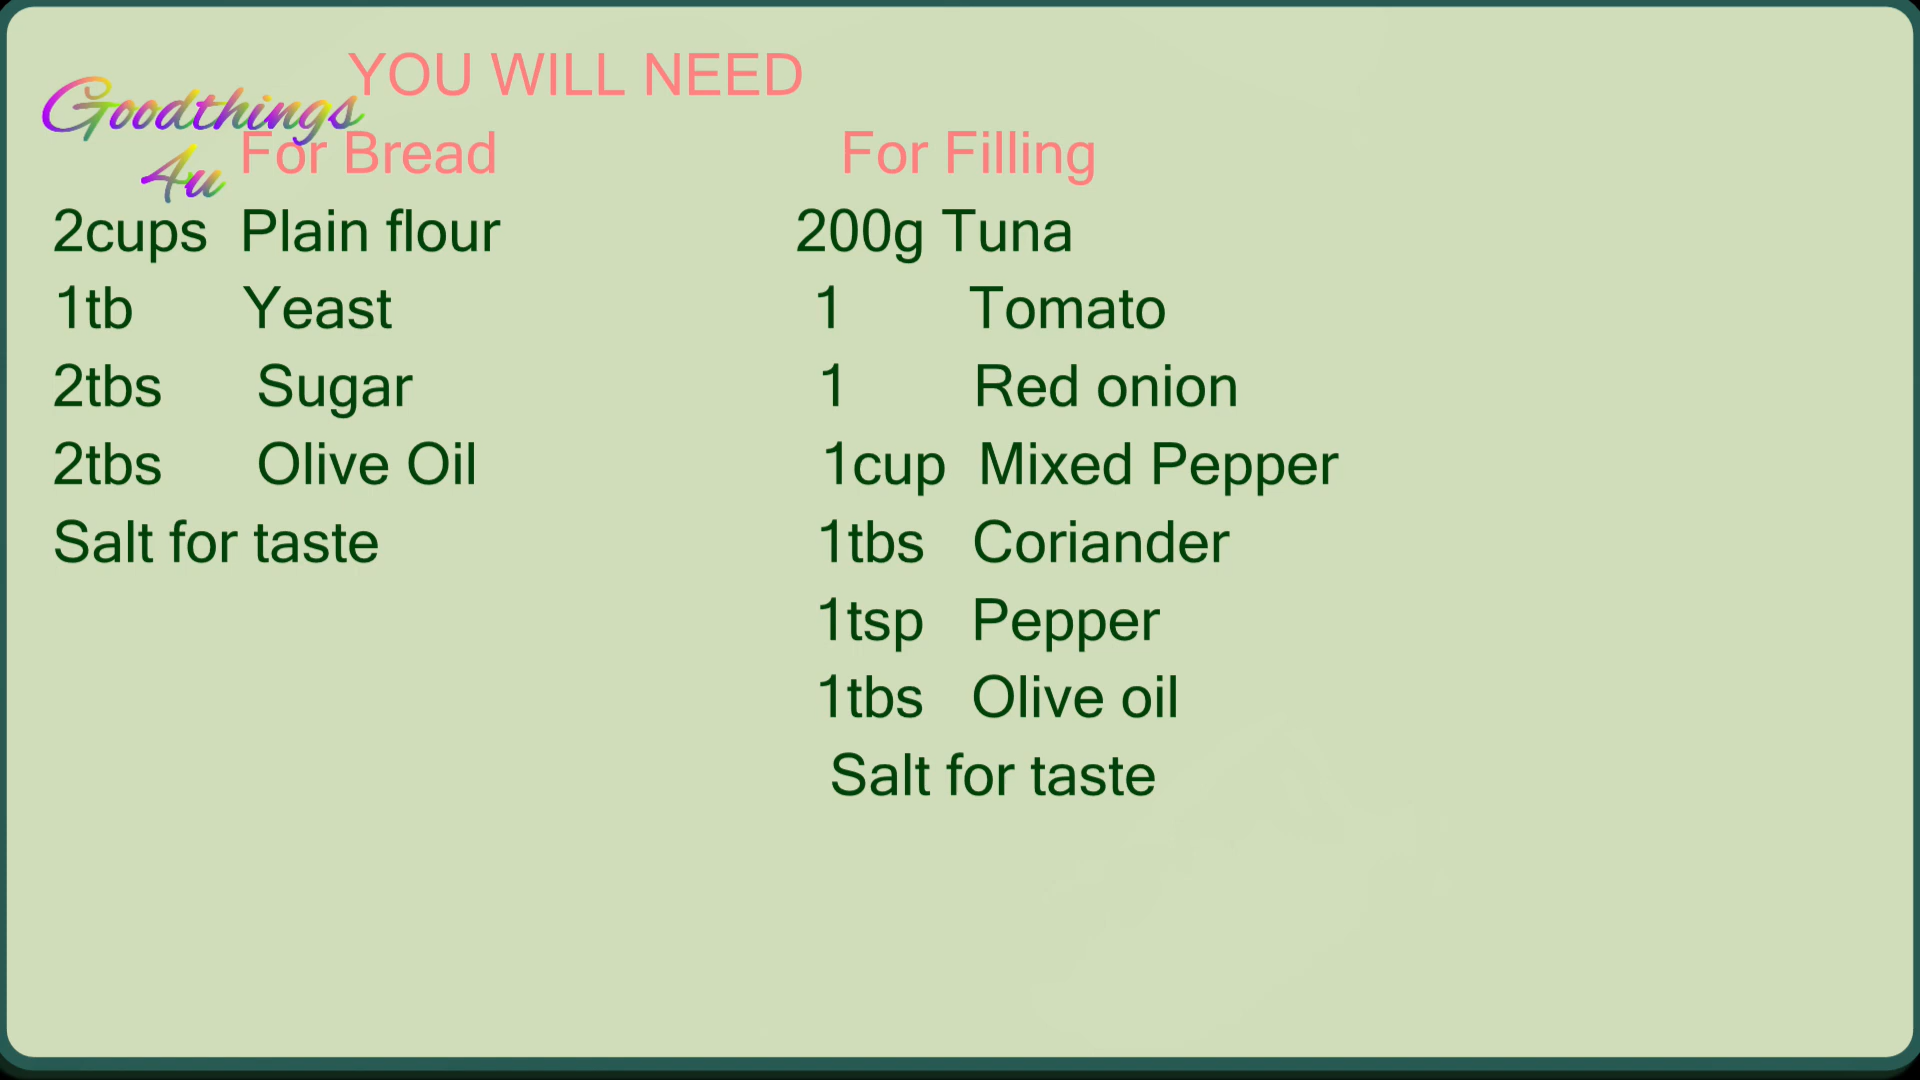 YOU WILL NEED
Goodthings
4u
For Bread For Filling
2cups Plain flour 200g Tuna
1tb Yeast 1 Tomato
2tbs Sugar 1 Red onion
2tbs Olive Oil 1cup Mixed Pepper
Salt for taste 1tbs Coriander
1tsp Pepper
1tbs Olive oil
Salt for taste